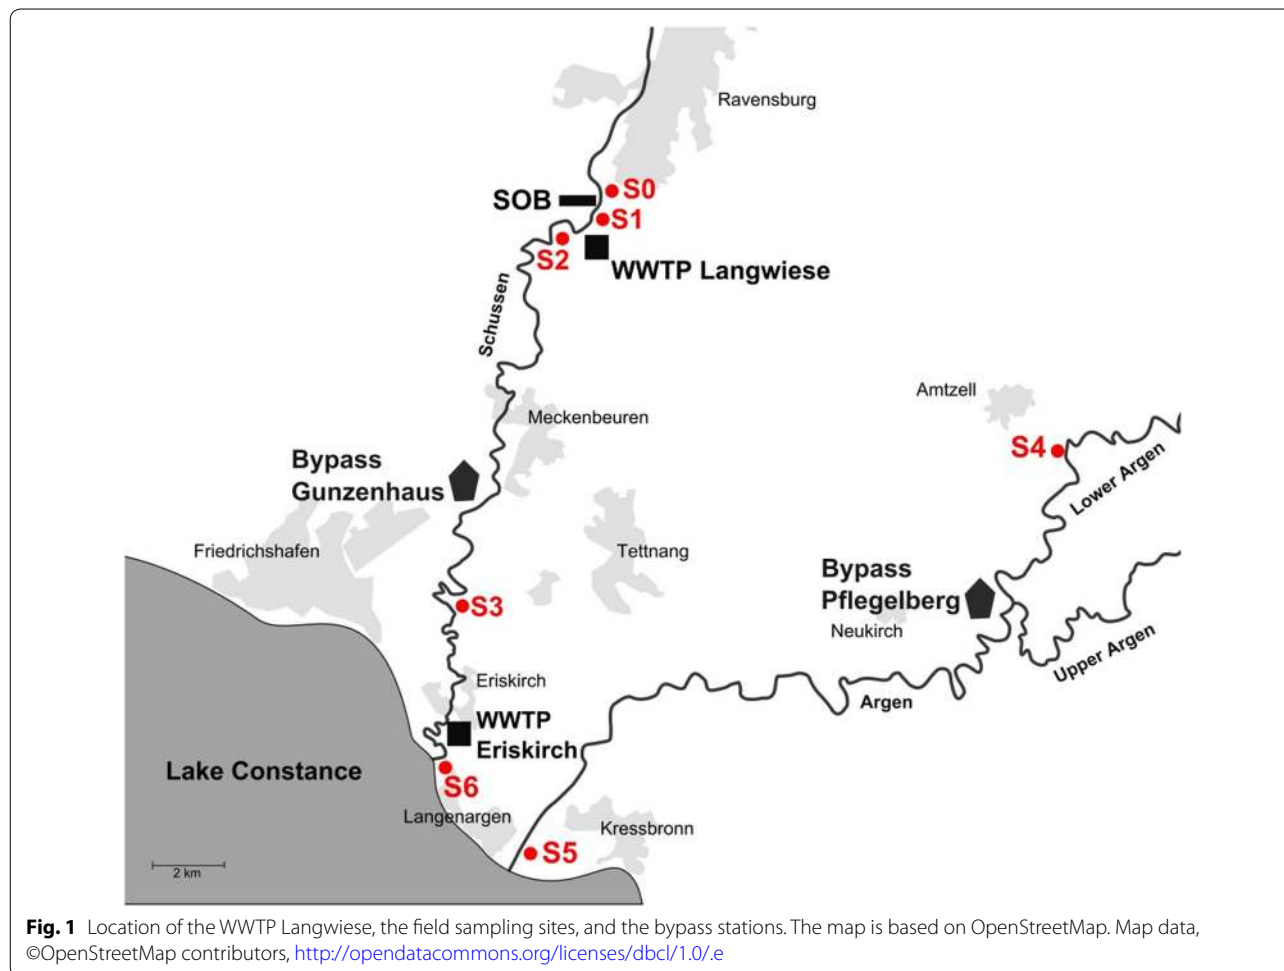 Ravensburg
S0
SOB
S1
S2
WWTP Langwiese
Schussen
Amtzell
Meckenbeuren
S4
Bypass
Gunzenhaus
Lower Argen
Friedrichshafen
Tettnang
Bypass
Pflegelberg
S3
Neukirch
Upper Argen
Eriskirch
Argen
WWTP
Eriskirch
Lake Constance
S6
Langenargen
Kressbronn
S5
2 km
Fig. 1 Location of the WWTP Langwiese, the field sampling sites, and the bypass stations. The map is based on OpenStreetMap. Map data,
©OpenStreetMap contributors, http://opendatacommons.org/licenses/dbcl/1.0/.e